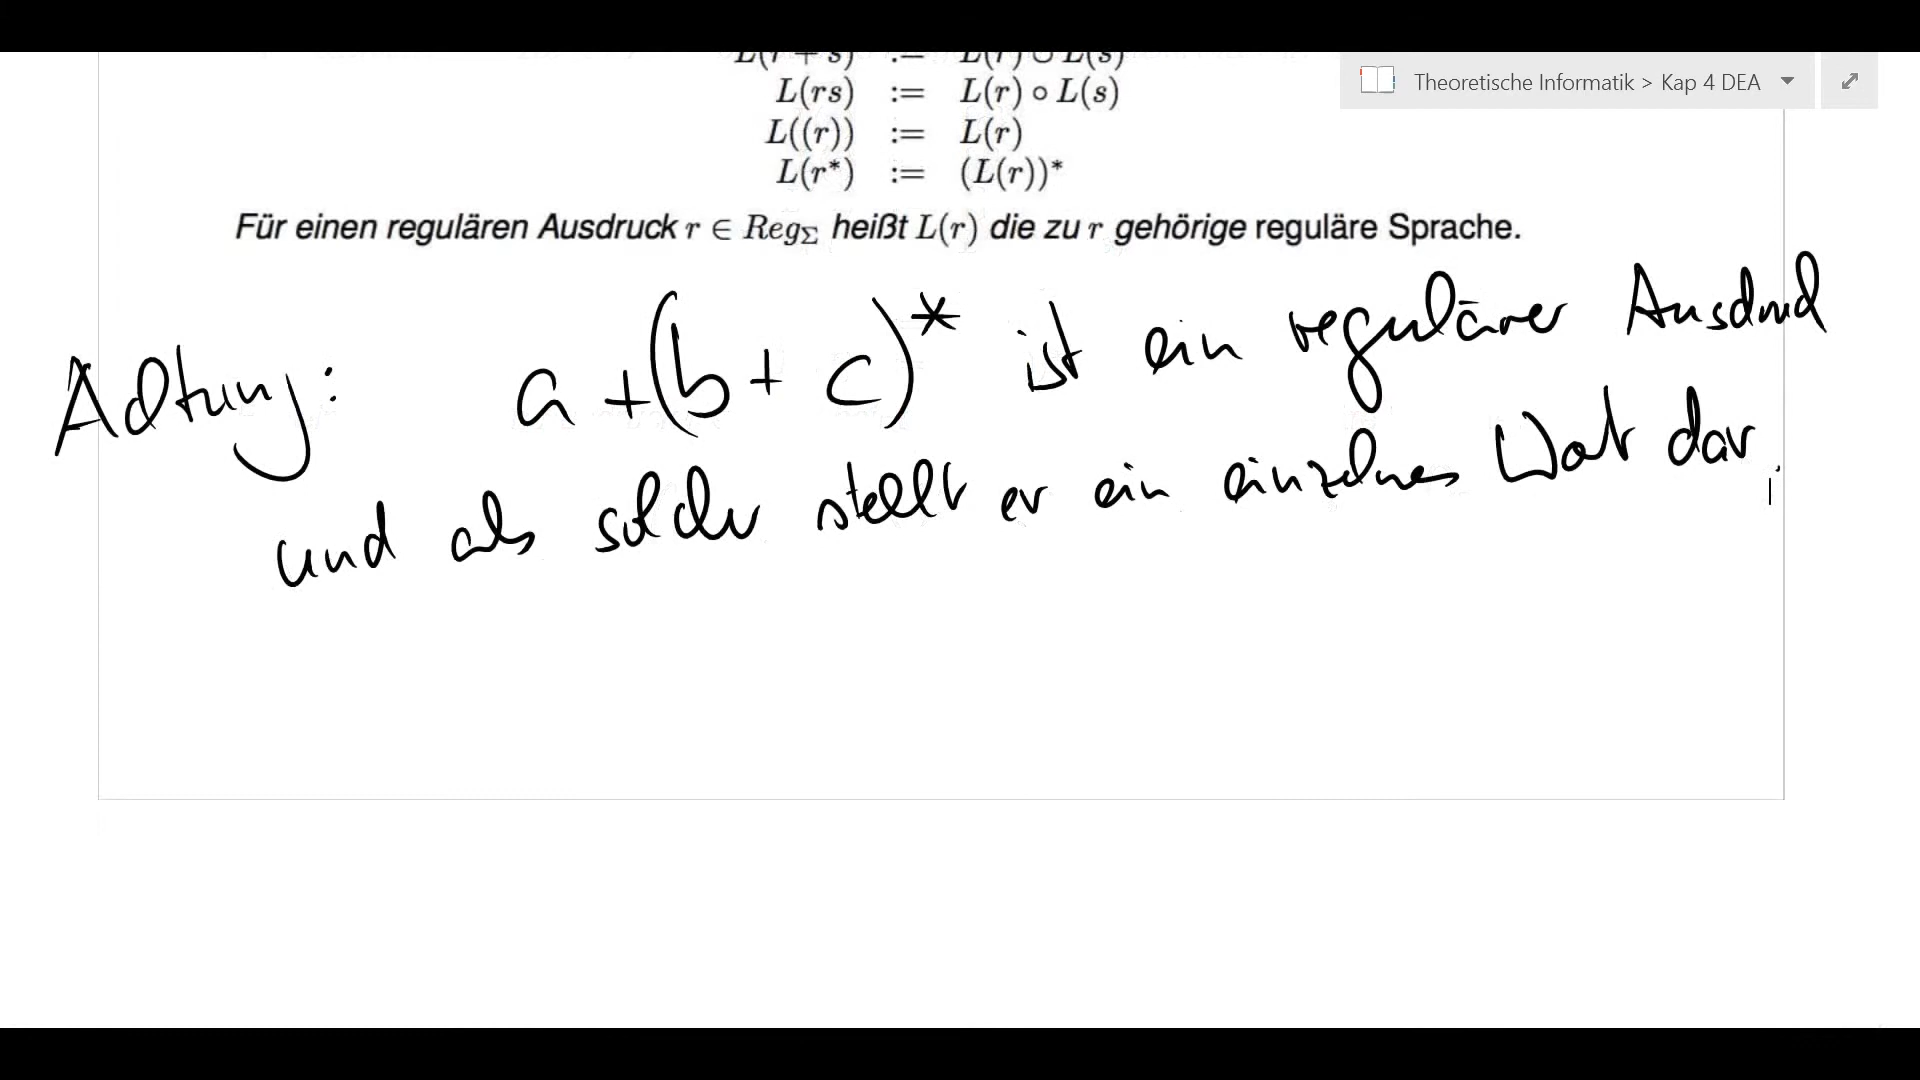 L(r + s) := L(r) ∪ L(s)
Theoretische Informatik > Kap 4 DEA
L(rs) := L(r) ∘ L(s)
L((r)) := L(r)
L(r*) := (L(r))*
Für einen regulären Ausdruck r ∈ Reg_Σ heißt L(r) die zu r gehörige reguläre Sprache.
Achtung: a + (b + c)* ist ein regulärer Ausdruck
und als solcher stellt er ein einzelnes Wort dar.